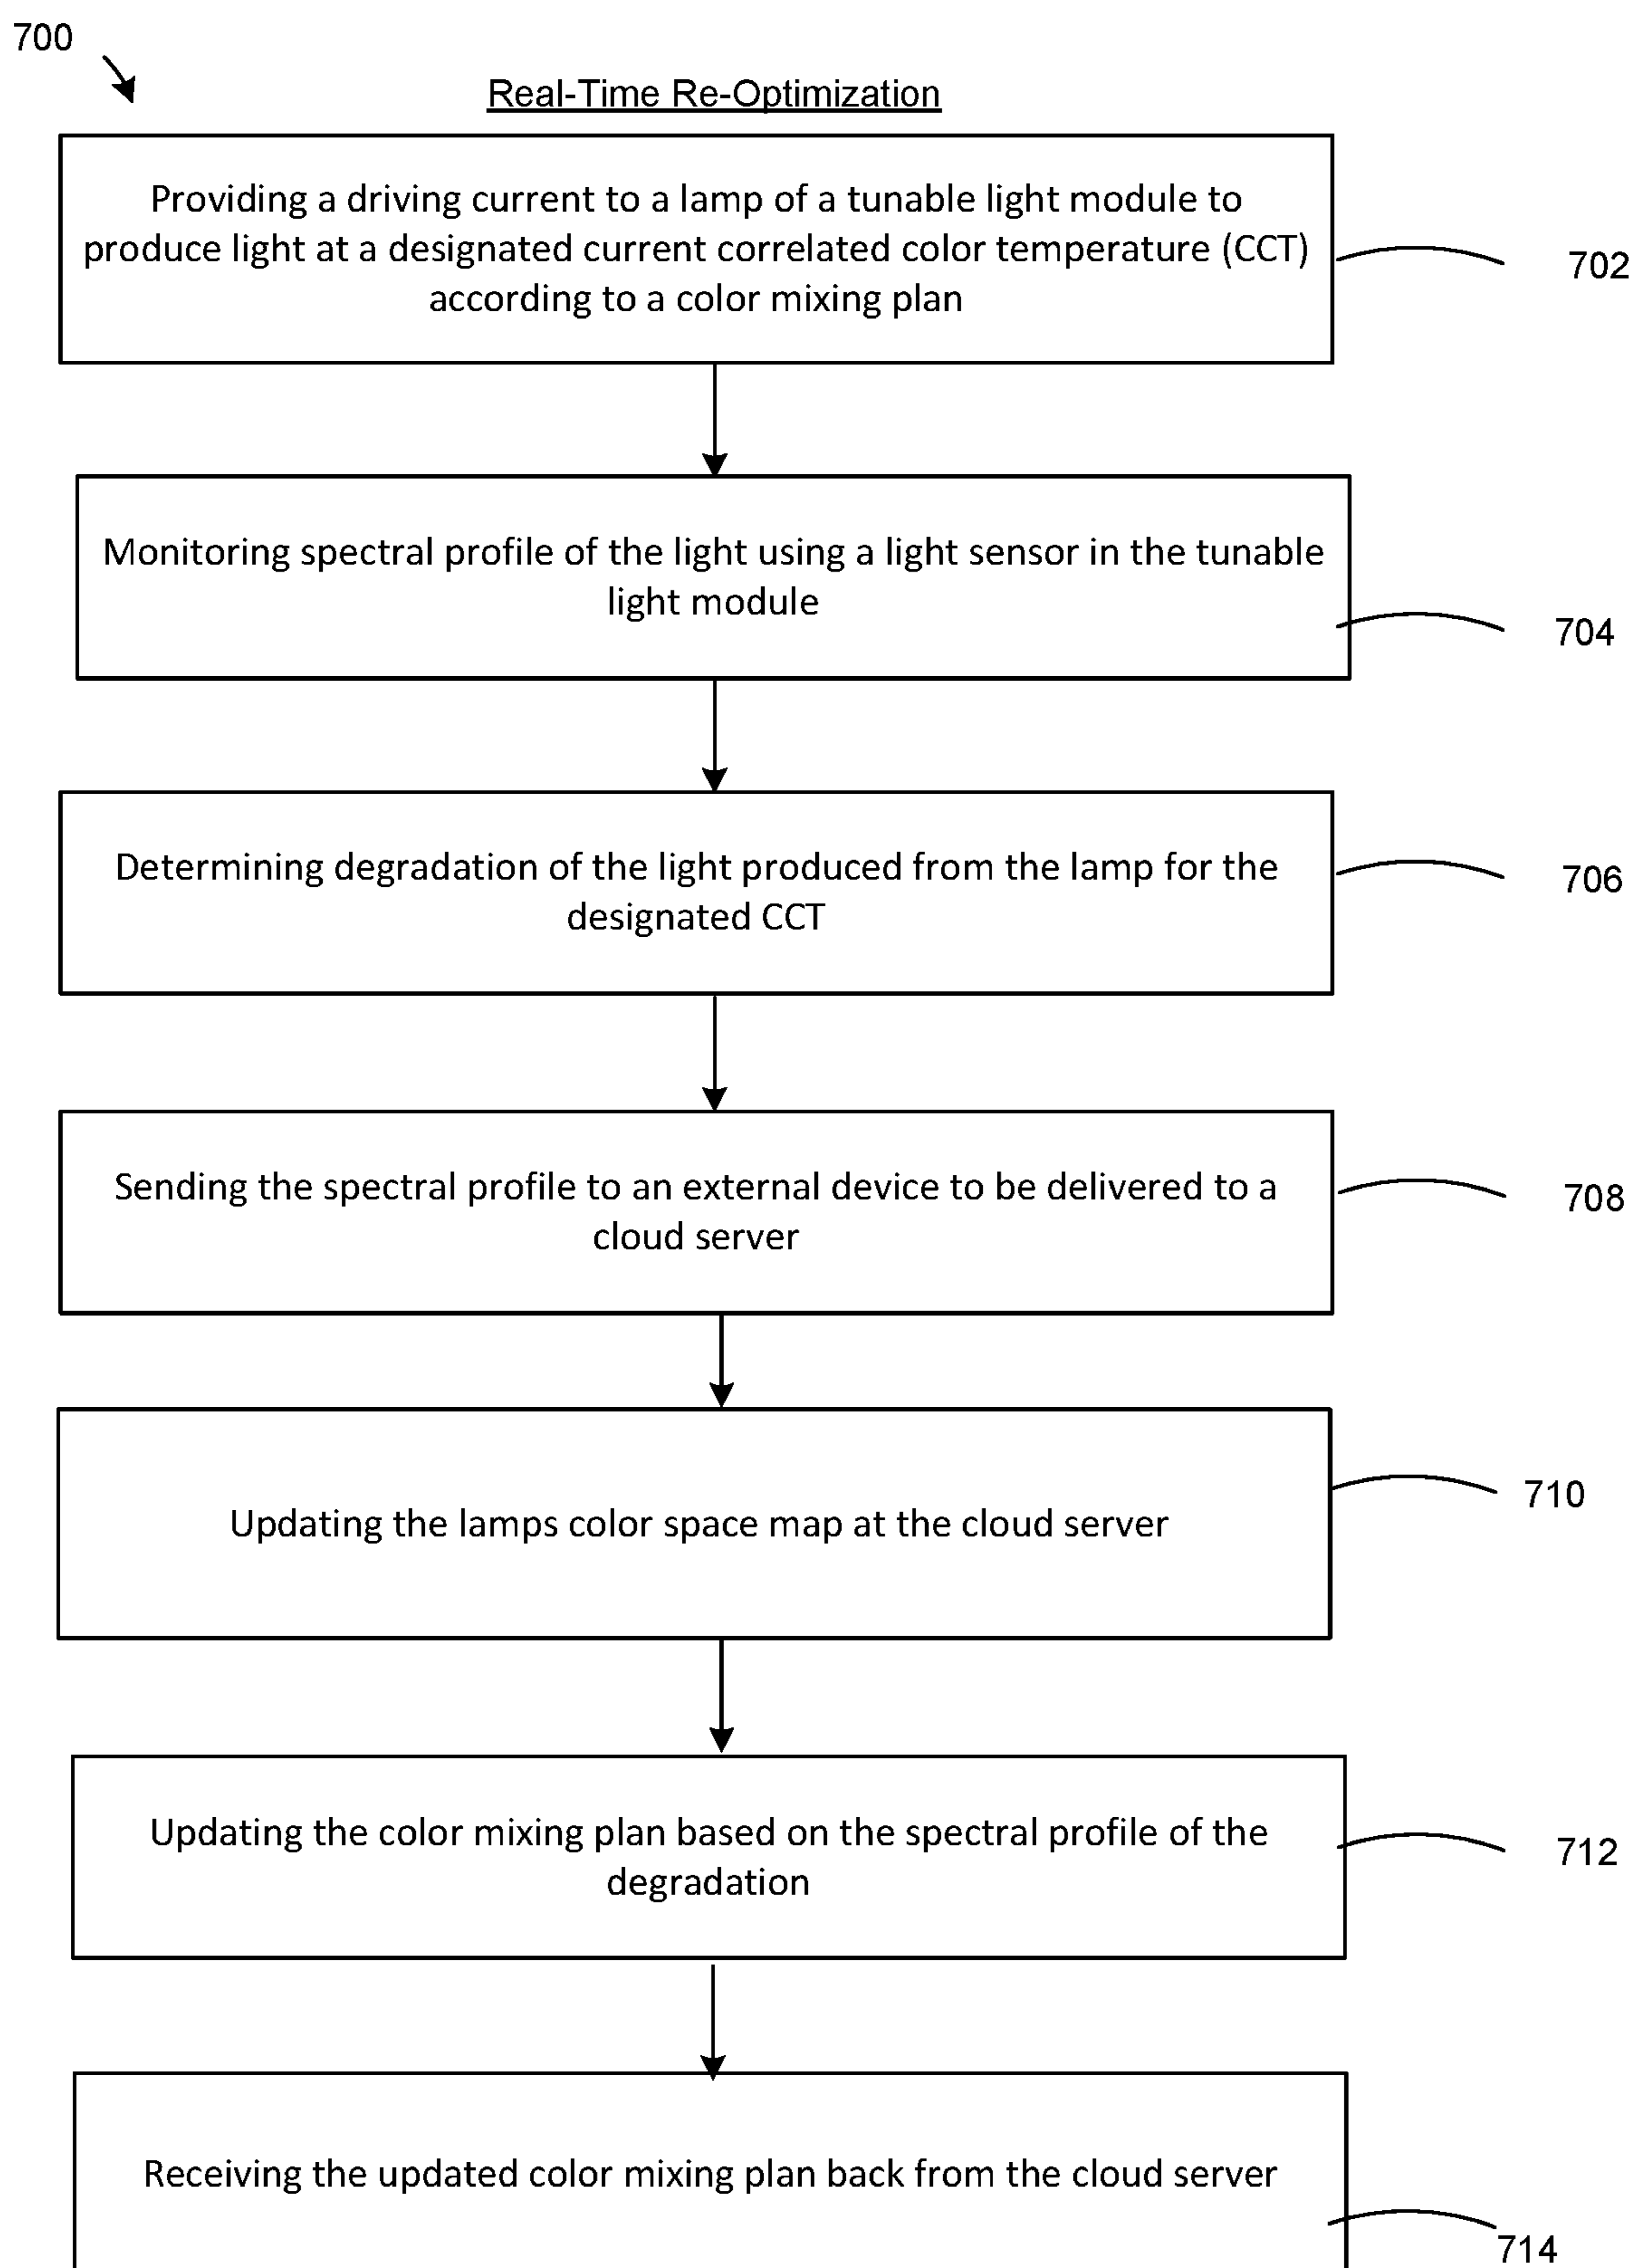 700
Real-Time Re-Optimization
Providing a driving current to a lamp of a tunable light module to
produce light at a designated current correlated color temperature (CCT)
according to a color mixing plan
702
Monitoring spectral profile of the light using a light sensor in the tunable
light module
704
Determining degradation of the light produced from the lamp for the
designated CCT
706
Sending the spectral profile to an external device to be delivered to a
cloud server
708
Updating the lamps color space map at the cloud server
710
Updating the color mixing plan based on the spectral profile of the
degradation
712
Receiving the updated color mixing plan back from the cloud server
714